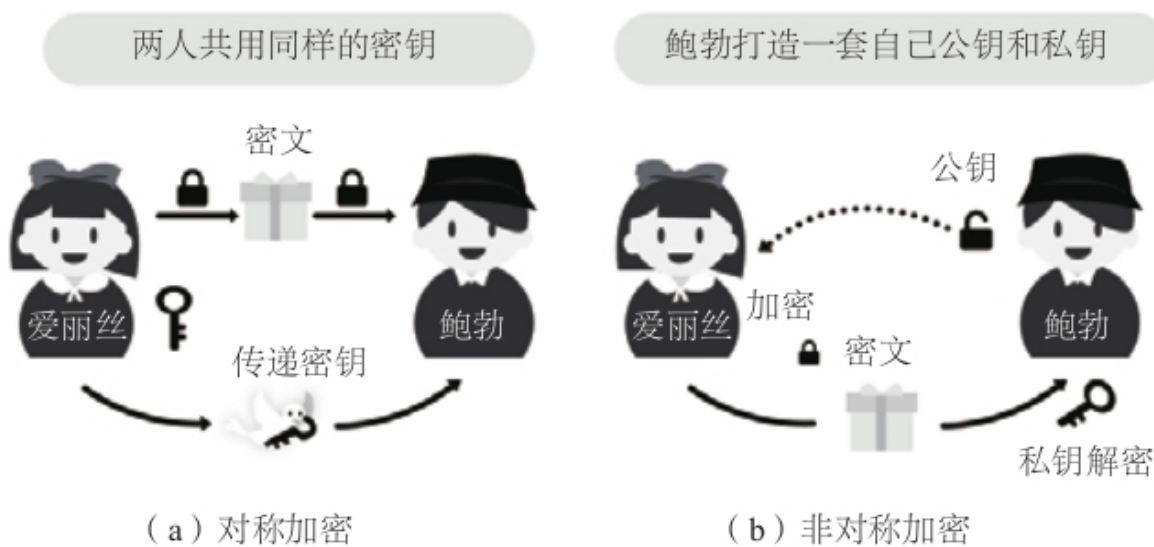 两人共用同样的密钥
密文
爱丽丝
鲍勃
传递密钥
（a）对称加密
鲍勃打造一套自己公钥和私钥
公钥
爱丽丝
加密
鲍勃
密文
私钥解密
（b）非对称加密